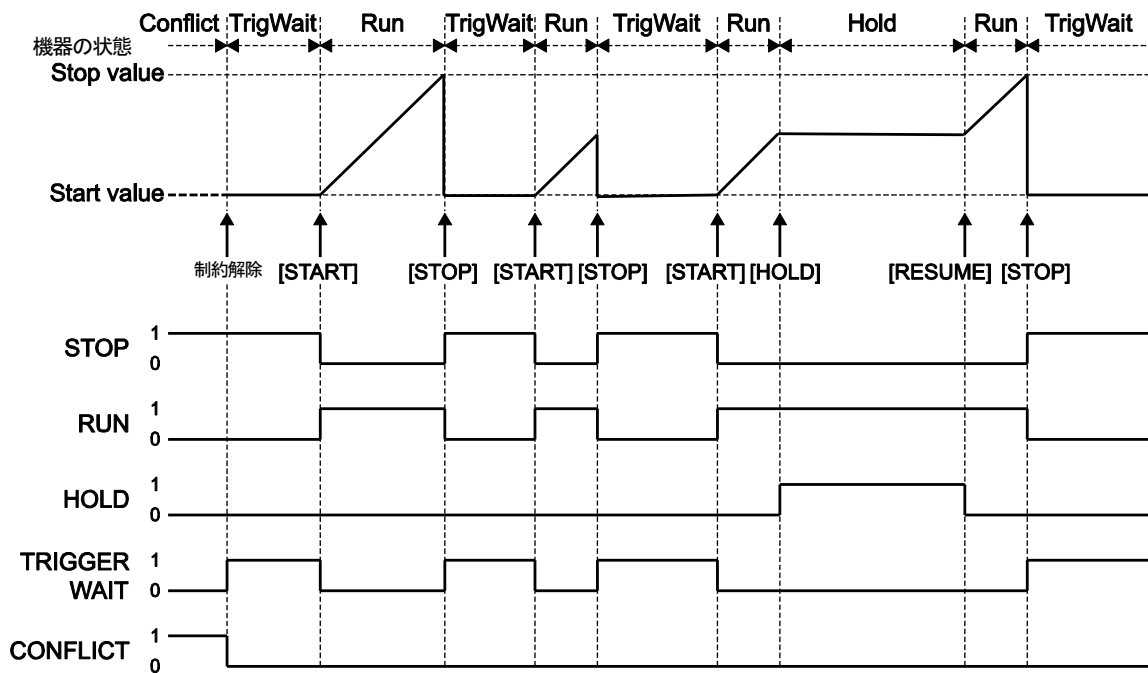 Conflict TrigWait Run TrigWait Run TrigWait Run Hold Run TrigWait
機器の状態
Stop value
Start value
制約解除 [START] [STOP] [START] [STOP] [START] [HOLD] [RESUME] [STOP]
STOP 1
0
RUN 1
0
HOLD 1
0
TRIGGER WAIT 1
0
CONFLICT 1
0